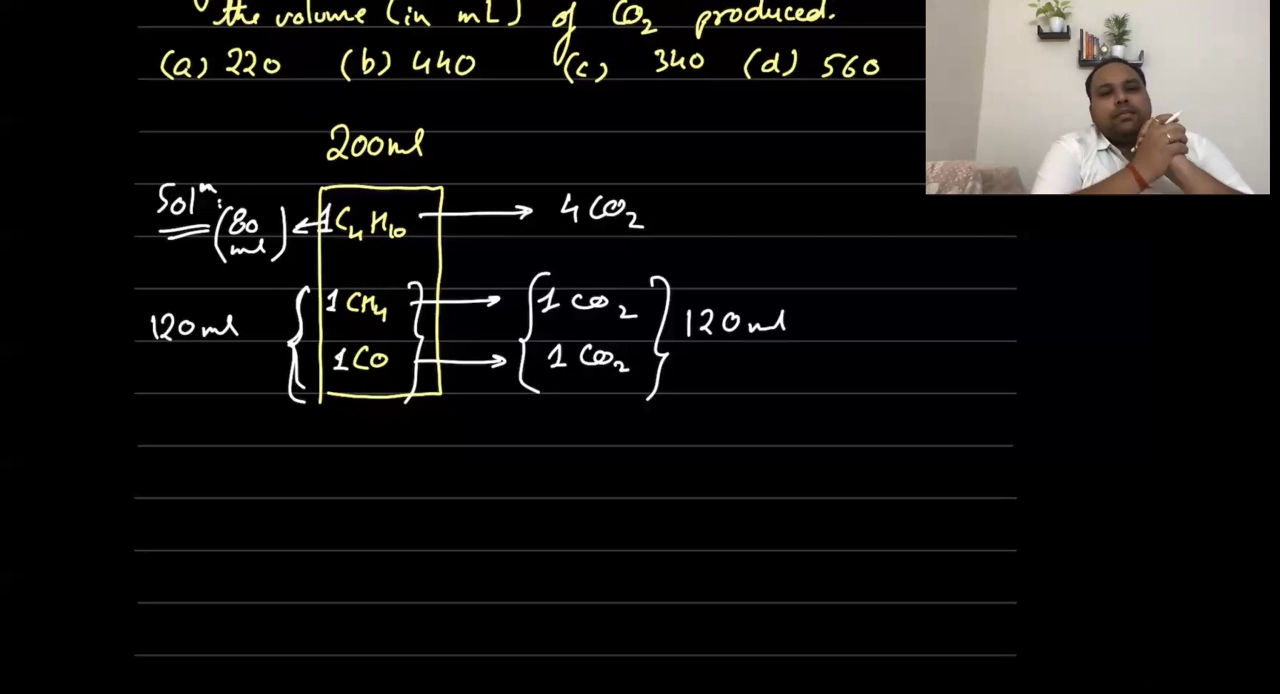 the volume (in mL) of CO2 produced.
(a) 220 (b) 440 (c) 340 (d) 560
200ml
Solⁿ: (80 ml) ← 1C4H10 → 4CO2
120ml { 1CH4 } → { 1CO2 } 120ml
1CO → 1CO2